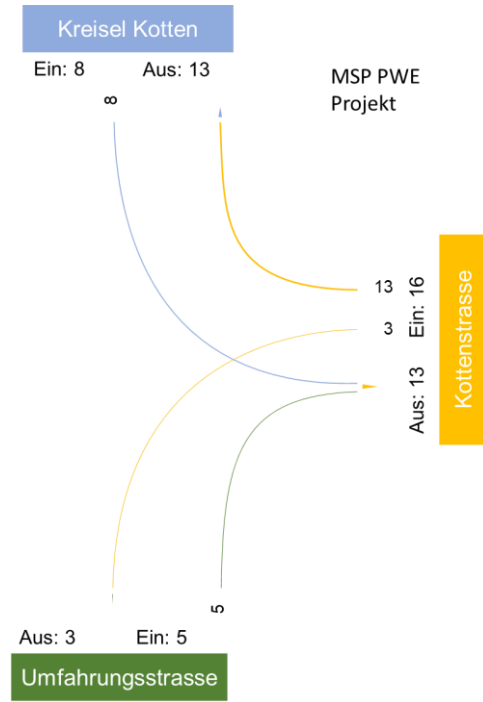 Kreisel Kotten
Ein: 8
Aus: 13
MSP PWE
Projekt
8
13
3
Ein: 16
Aus: 13
Kottenstrasse
5
Aus: 3
Ein: 5
Umfahrungsstrasse